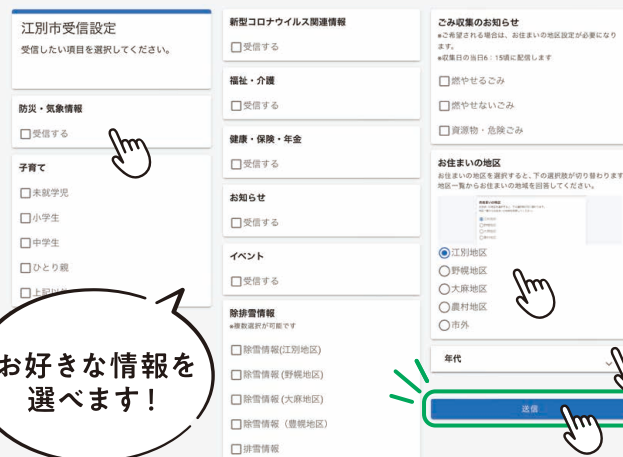 江別市受信設定
受信したい項目を選択してください。
防災・気象情報
受信する
子育て
未就学児
小学生
中学生
ひとり親
お好きな情報を
選べます！
新型コロナウイルス関連情報
受信する
福祉・介護
受信する
健康・保険・年金
受信する
お知らせ
受信する
イベント
受信する
除排雪情報
※複数選択が可能です
除雪情報(江別地区)
除雪情報(野幌地区)
除雪情報(大麻地区)
除雪情報（豊幌地区）
排雪情報
ごみ収集のお知らせ
※ご希望される場合は、お住まいの地区設定が必要になり
ます。
※収集日の当日6：15頃に配信します
燃やせるごみ
燃やせないごみ
資源物・危険ごみ
お住まいの地区
お住まいの地区を選択すると、下の選択肢が切り替わります
地区一覧からお住まいの地域を回答してください。
江別地区
野幌地区
大麻地区
農村地区
市外
年代
送信